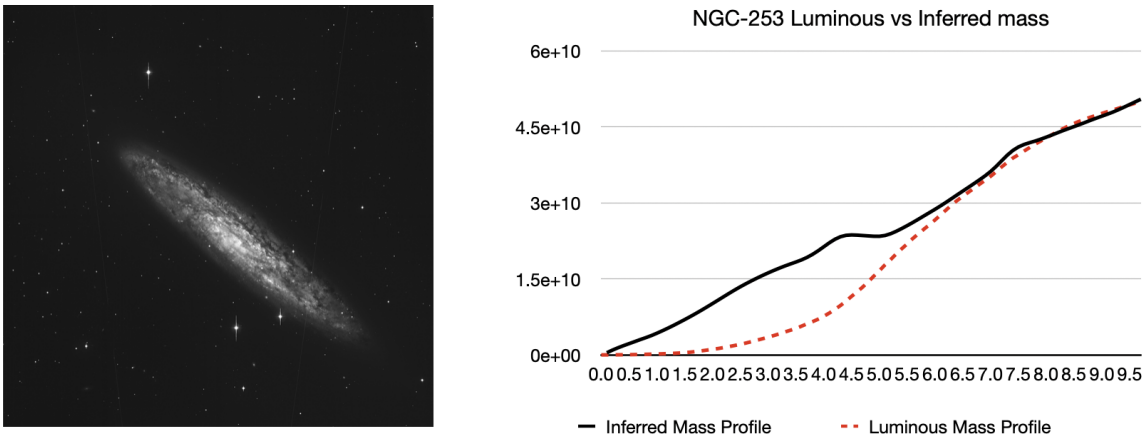 NGC-253 Luminous vs Inferred mass
6e+10
4.5e+10
3e+10
1.5e+10
0e+00
0.0 0.5 1.0 1.5 2.0 2.5 3.0 3.5 4.0 4.5 5.0 5.5 6.0 6.5 7.0 7.5 8.0 8.5 9.0 9.5
Inferred Mass Profile Luminous Mass Profile